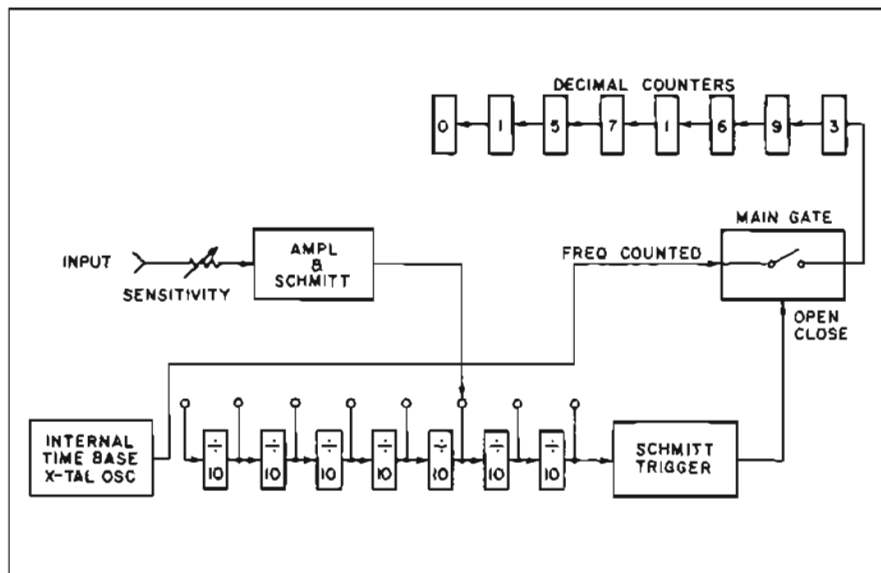 DECIMAL COUNTERS
0 1 5 7 1 6 9 3
MAIN GATE
INPUT
SENSITIVITY
AMPL
&
SCHMITT
FREQ COUNTED
OPEN
CLOSE
INTERNAL
TIME BASE
X-TAL OSC
÷ ÷ ÷ ÷ ÷ ÷ ÷
10 10 10 10 10 10 10
SCHMITT
TRIGGER